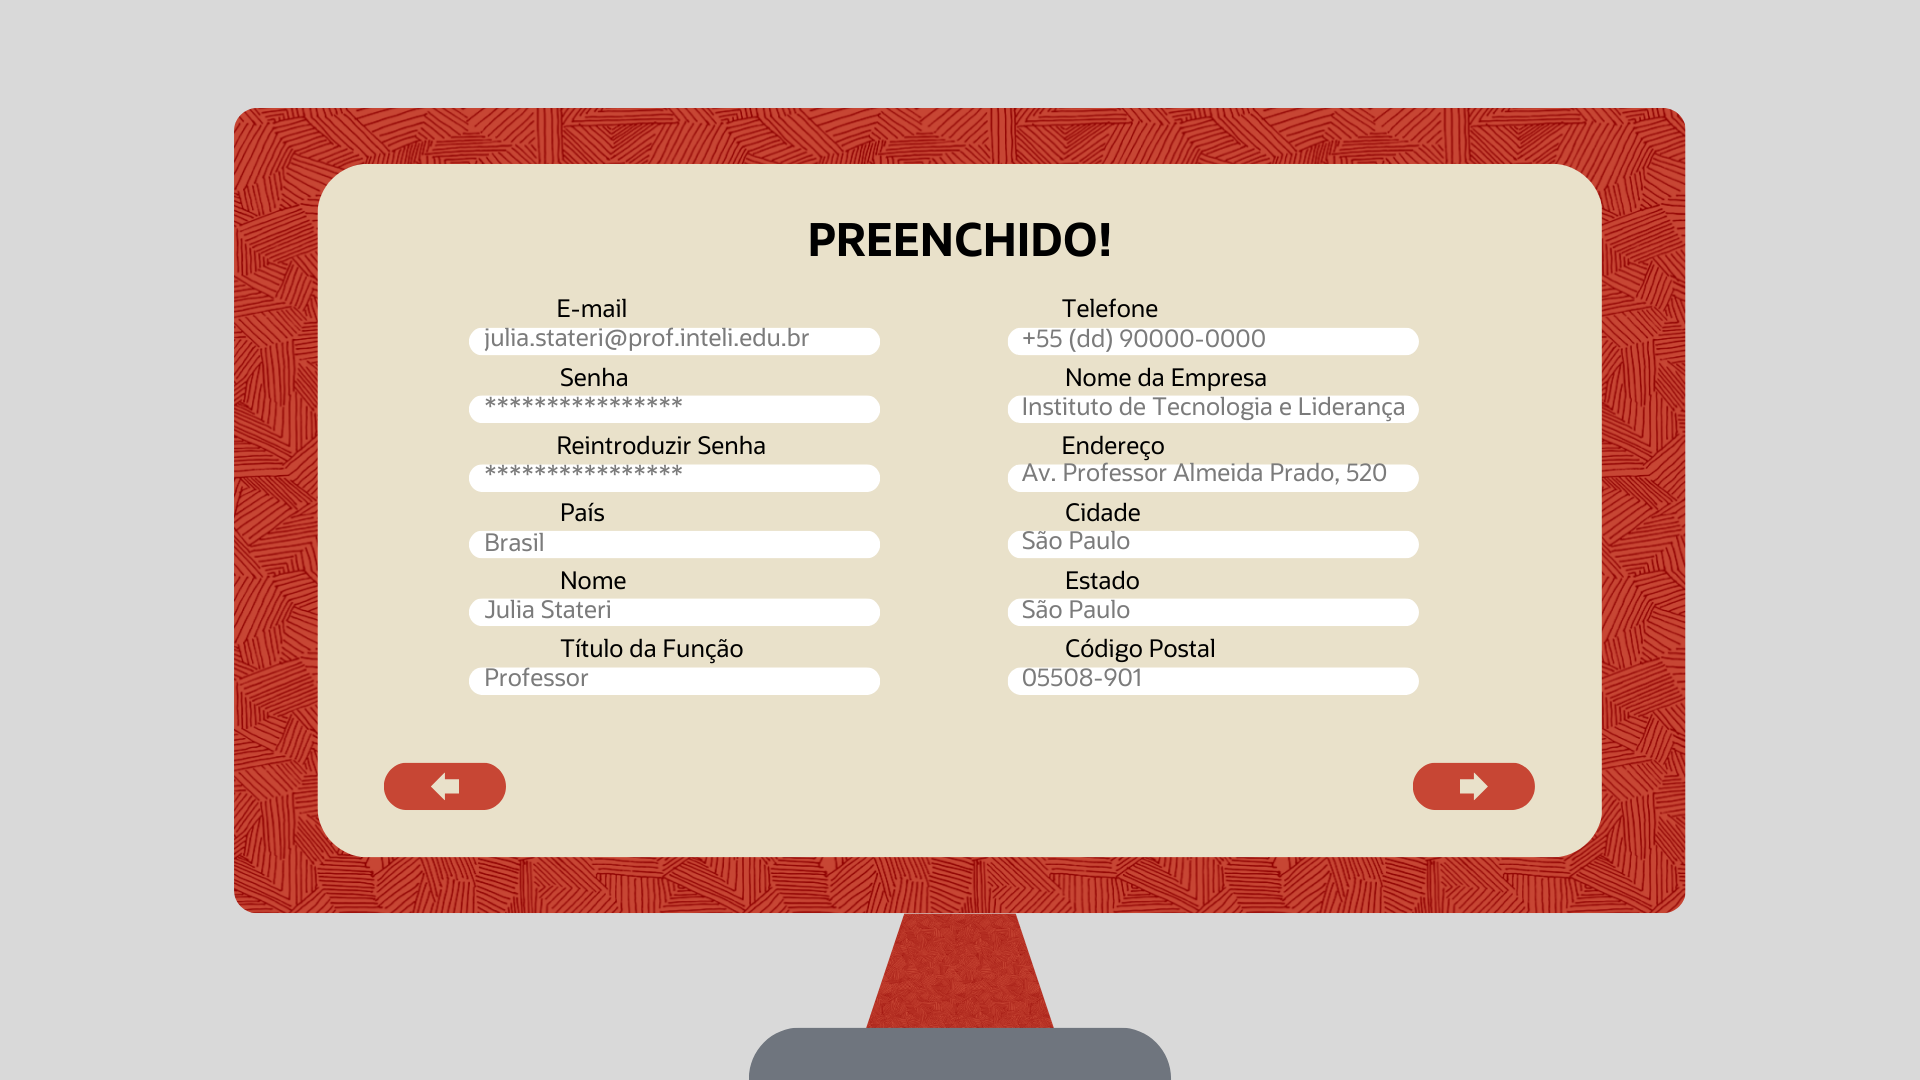 PREENCHIDO!
E-mail
julia.stateri@prof.inteli.edu.br
Senha
****************
Reintroduzir Senha
****************
País
Brasil
Nome
Julia Stateri
Título da Função
Professor
Telefone
+55 (dd) 90000-0000
Nome da Empresa
Instituto de Tecnologia e Liderança
Endereço
Av. Professor Almeida Prado, 520
Cidade
São Paulo
Estado
São Paulo
Código Postal
05508-901